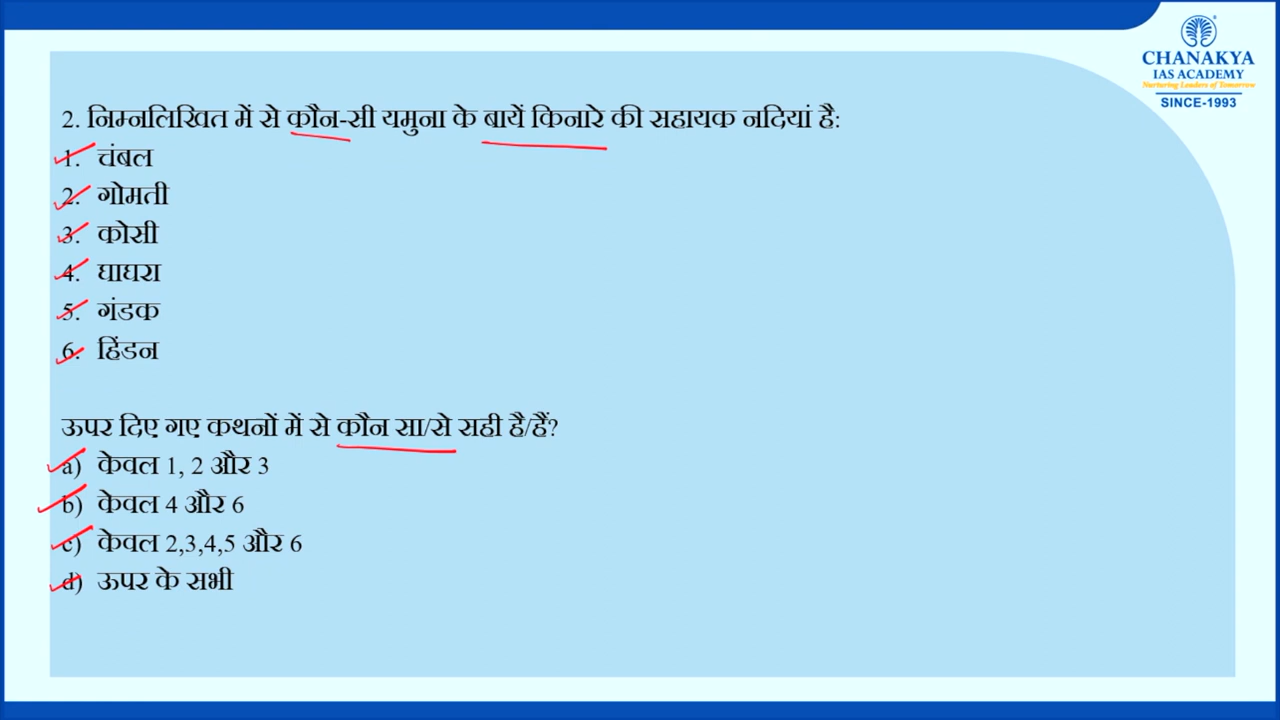 CHANAKYA
IAS ACADEMY
Nurturing Leaders of Tomorrow
SINCE-1993
2. निम्नलिखित में से कौन-सी यमुना के बायें किनारे की सहायक नदियां है:
1. चंबल
2. गोमती
3. कोसी
4. घाघरा
5. गंडक
6. हिंडन
ऊपर दिए गए कथनों में से कौन सा/से सही है/हैं?
a) केवल 1, 2 और 3
b) केवल 4 और 6
c) केवल 2,3,4,5 और 6
d) ऊपर के सभी